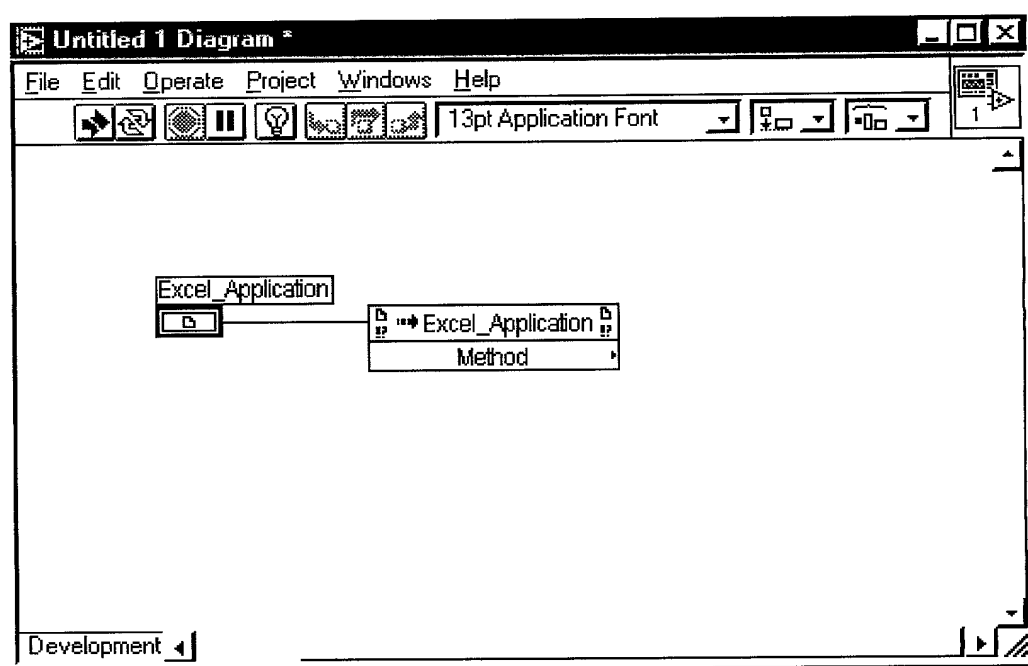 Untitled 1 Diagram *
File Edit Operate Project Windows Help
13pt Application Font
1
Excel_Application
Excel_Application
Method
Development